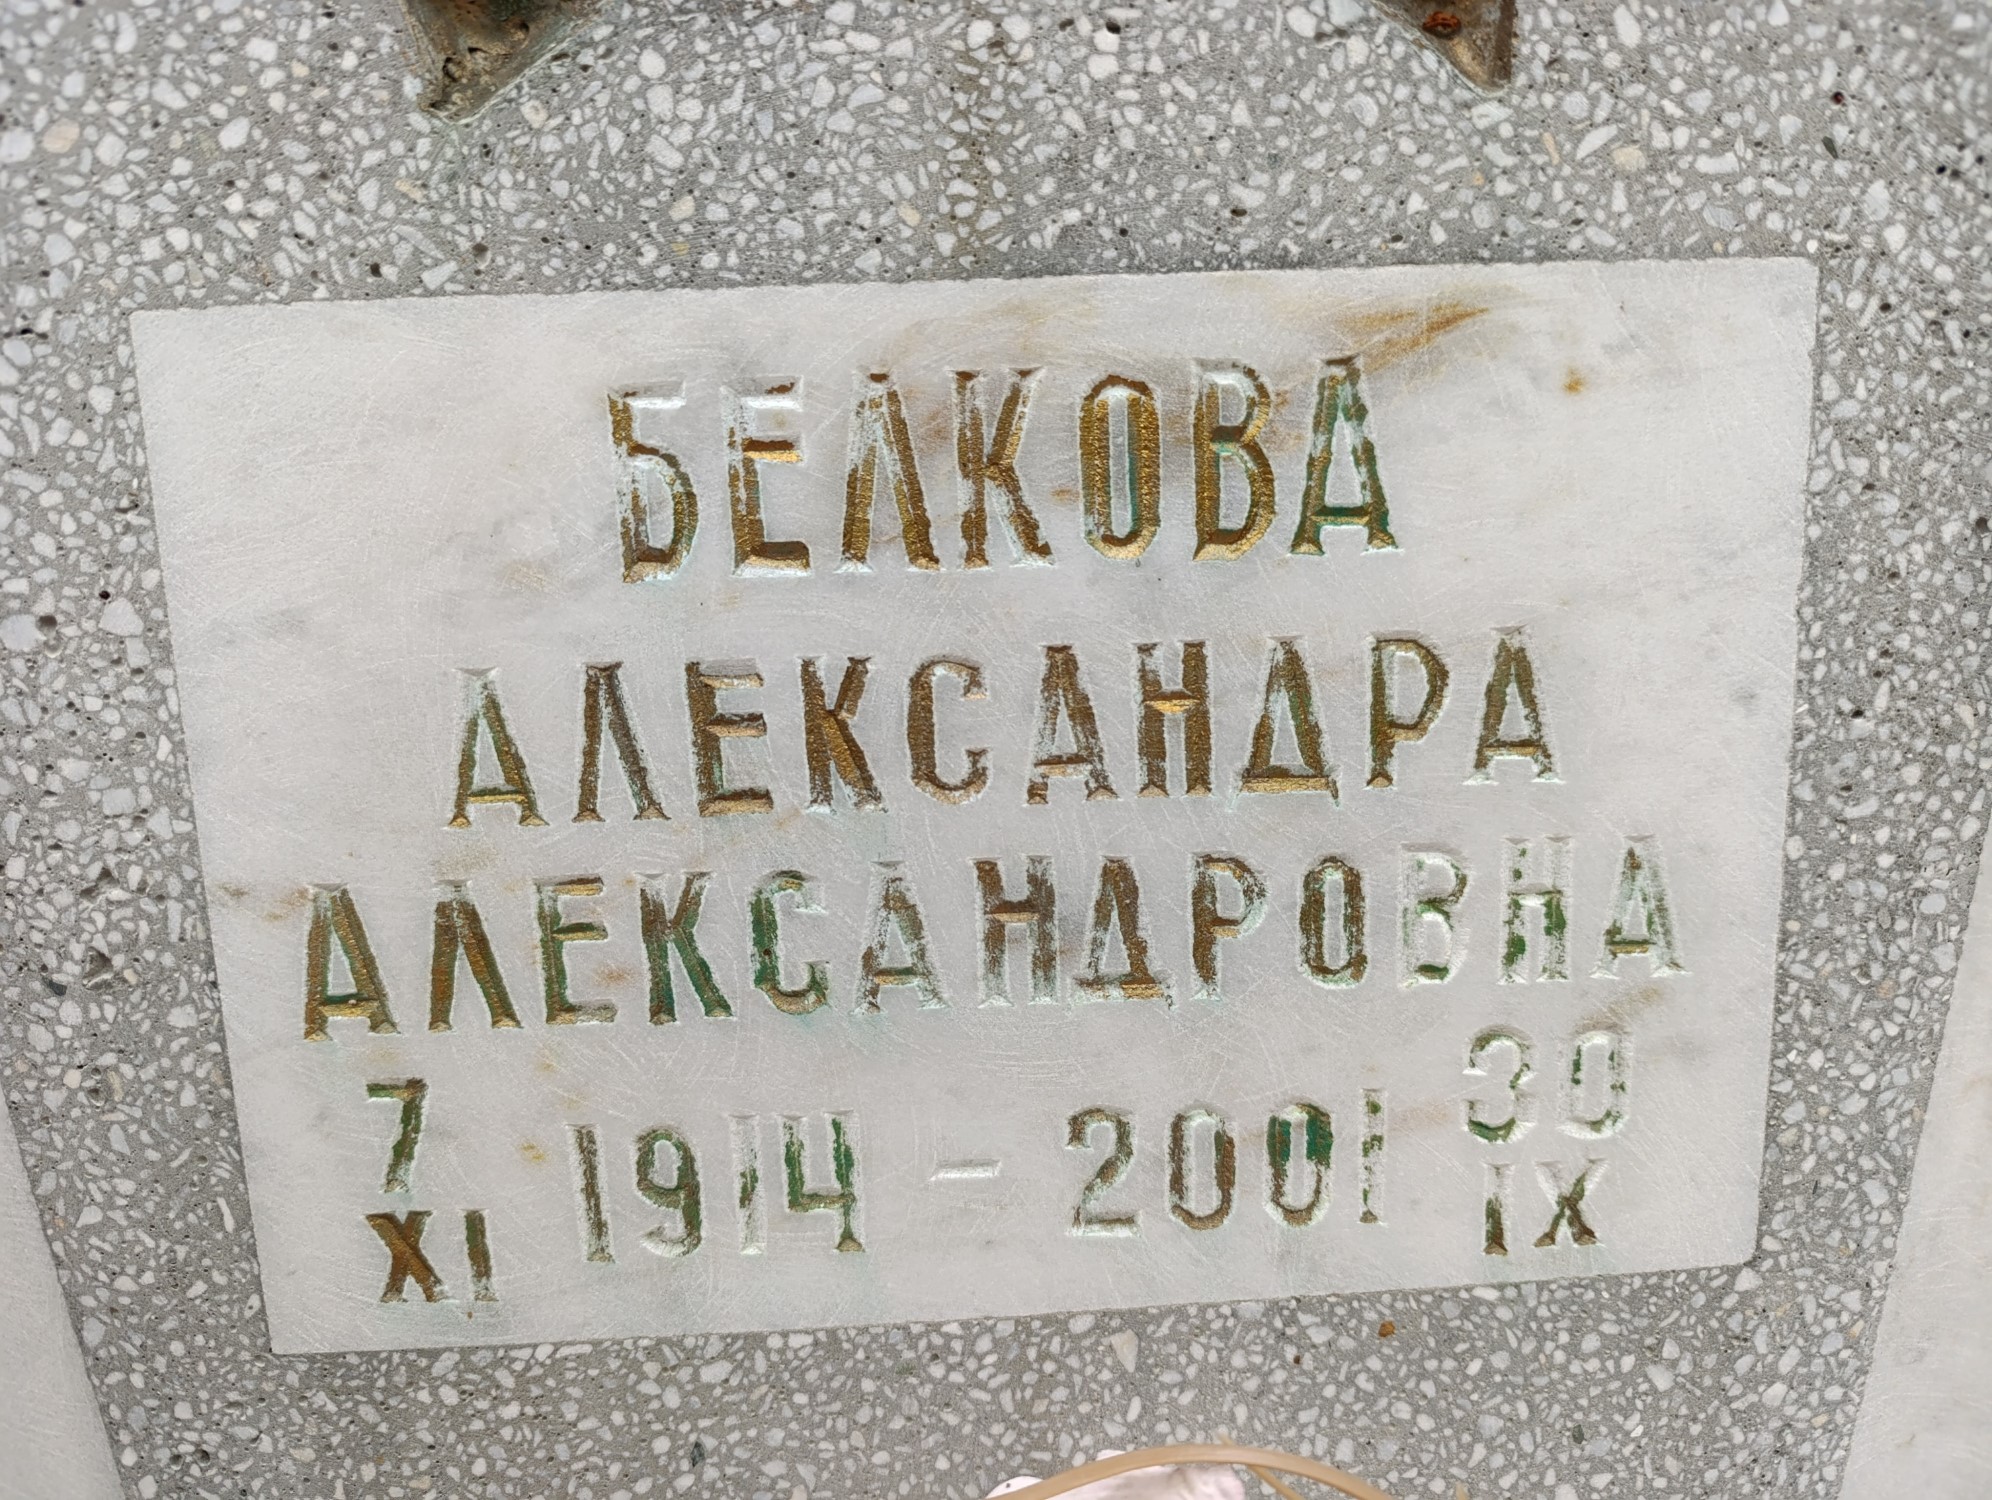 БЕЛКОВА
АЛЕКСАНДРА
АЛЕКСАНДРОВНА
7 XI 1914 – 2001 30 IX